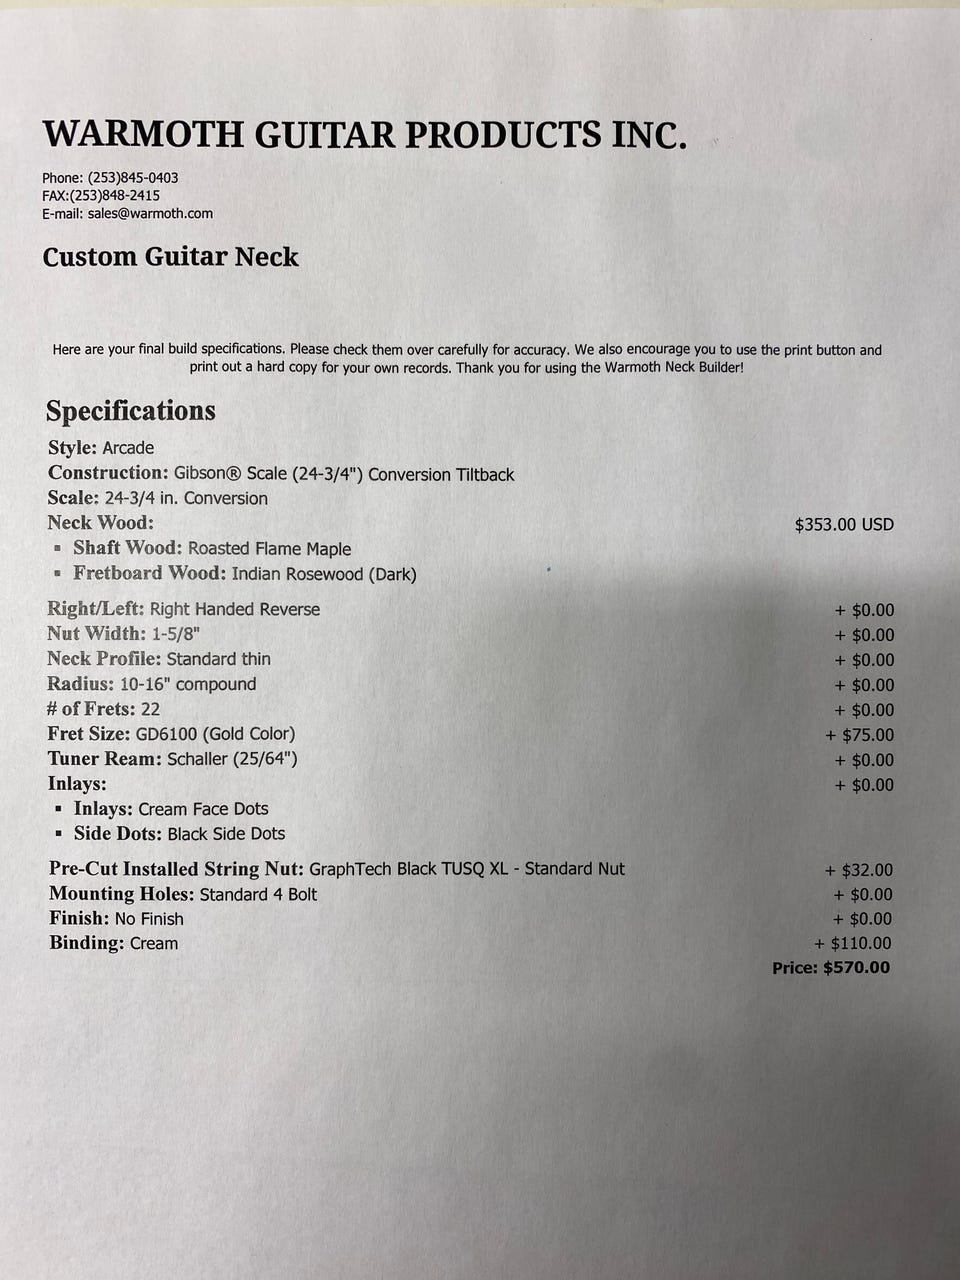 WARMOTH GUITAR PRODUCTS INC.
Phone: (253)845-0403
FAX:(253)848-2415
E-mail: sales@warmoth.com
Custom Guitar Neck
Here are your final build specifications. Please check them over carefully for accuracy. We also encourage you to use the print button and
print out a hard copy for your own records. Thank you for using the Warmoth Neck Builder!
Specifications
Style: Arcade
Construction: Gibson® Scale (24-3/4") Conversion Tiltback
Scale: 24-3/4 in. Conversion
Neck Wood: $353.00 USD
▪ Shaft Wood: Roasted Flame Maple
▪ Fretboard Wood: Indian Rosewood (Dark)
Right/Left: Right Handed Reverse + $0.00
Nut Width: 1-5/8" + $0.00
Neck Profile: Standard thin + $0.00
Radius: 10-16" compound + $0.00
# of Frets: 22 + $0.00
Fret Size: GD6100 (Gold Color) + $75.00
Tuner Ream: Schaller (25/64") + $0.00
Inlays: + $0.00
▪ Inlays: Cream Face Dots
▪ Side Dots: Black Side Dots
Pre-Cut Installed String Nut: GraphTech Black TUSQ XL - Standard Nut + $32.00
Mounting Holes: Standard 4 Bolt + $0.00
Finish: No Finish + $0.00
Binding: Cream + $110.00
Price: $570.00